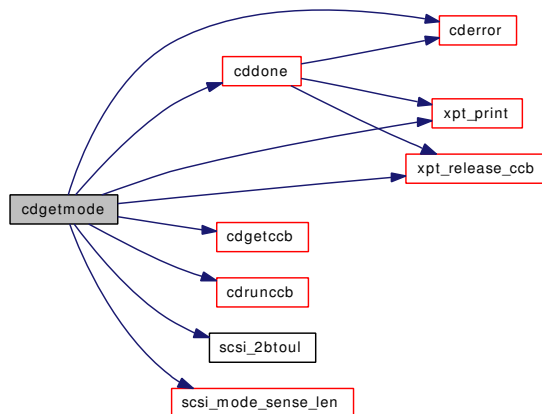 cderror
cddone
xpt_print
xpt_release_ccb
cdgetmode
cdgetccb
cdrunccb
scsi_2btoul
scsi_mode_sense_len